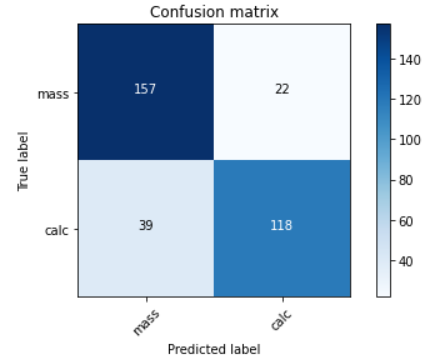 Confusion matrix
True label
mass
157
22
calc
39
118
mass
calc
Predicted label
140
120
100
80
60
40